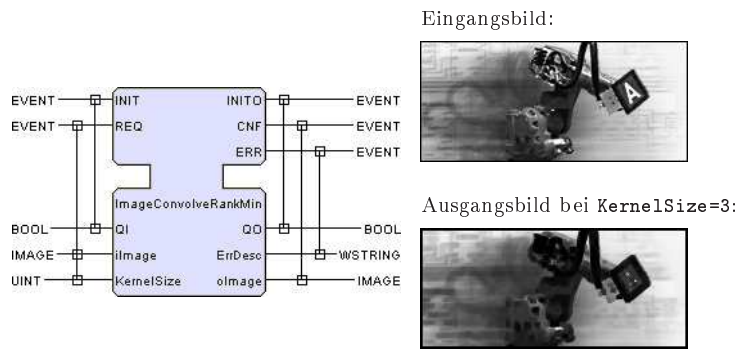 Eingangsbild:
EVENT INIT INITO EVENT
EVENT REQ CNF EVENT
ERR EVENT
A
ImageConvolveRankMin
BOOL QI QO BOOL
IMAGE iImage ErrDesc WSTRING
UINT KernelSize oImage IMAGE
Ausgangsbild bei KernelSize=3: